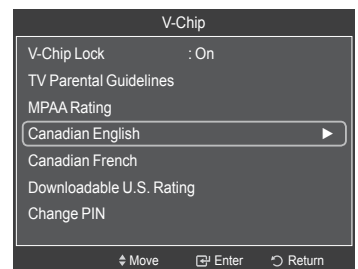 V-Chip
V-Chip Lock : On
TV Parental Guidelines
MPAA Rating
Canadian English
Canadian French
Downloadable U.S. Rating
Change PIN
Move Enter Return